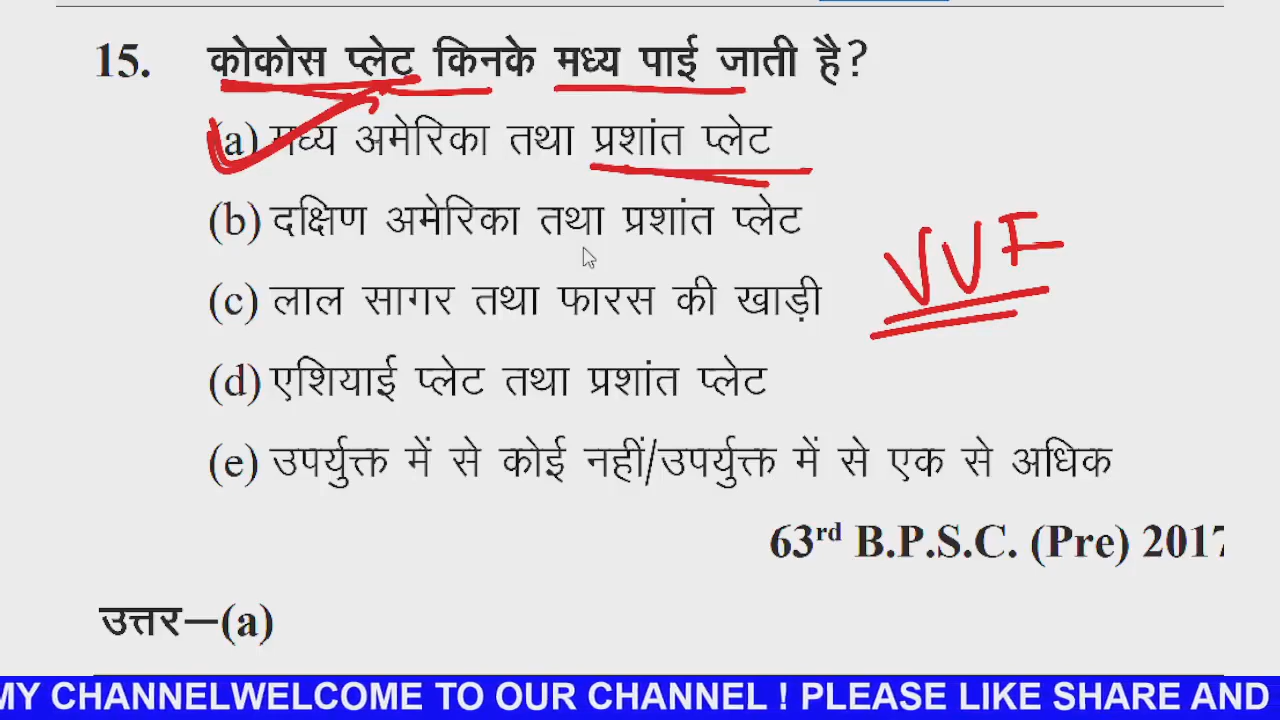 15. कोकोस प्लेट किनके मध्य पाई जाती है?
(a) मध्य अमेरिका तथा प्रशांत प्लेट
(b) दक्षिण अमेरिका तथा प्रशांत प्लेट
VVF
(c) लाल सागर तथा फारस की खाड़ी
(d) एशियाई प्लेट तथा प्रशांत प्लेट
(e) उपर्युक्त में से कोई नहीं/उपर्युक्त में से एक से अधिक
63rd B.P.S.C. (Pre) 2017
उत्तर—(a)
MY CHANNELWELCOME TO OUR CHANNEL ! PLEASE LIKE SHARE AND